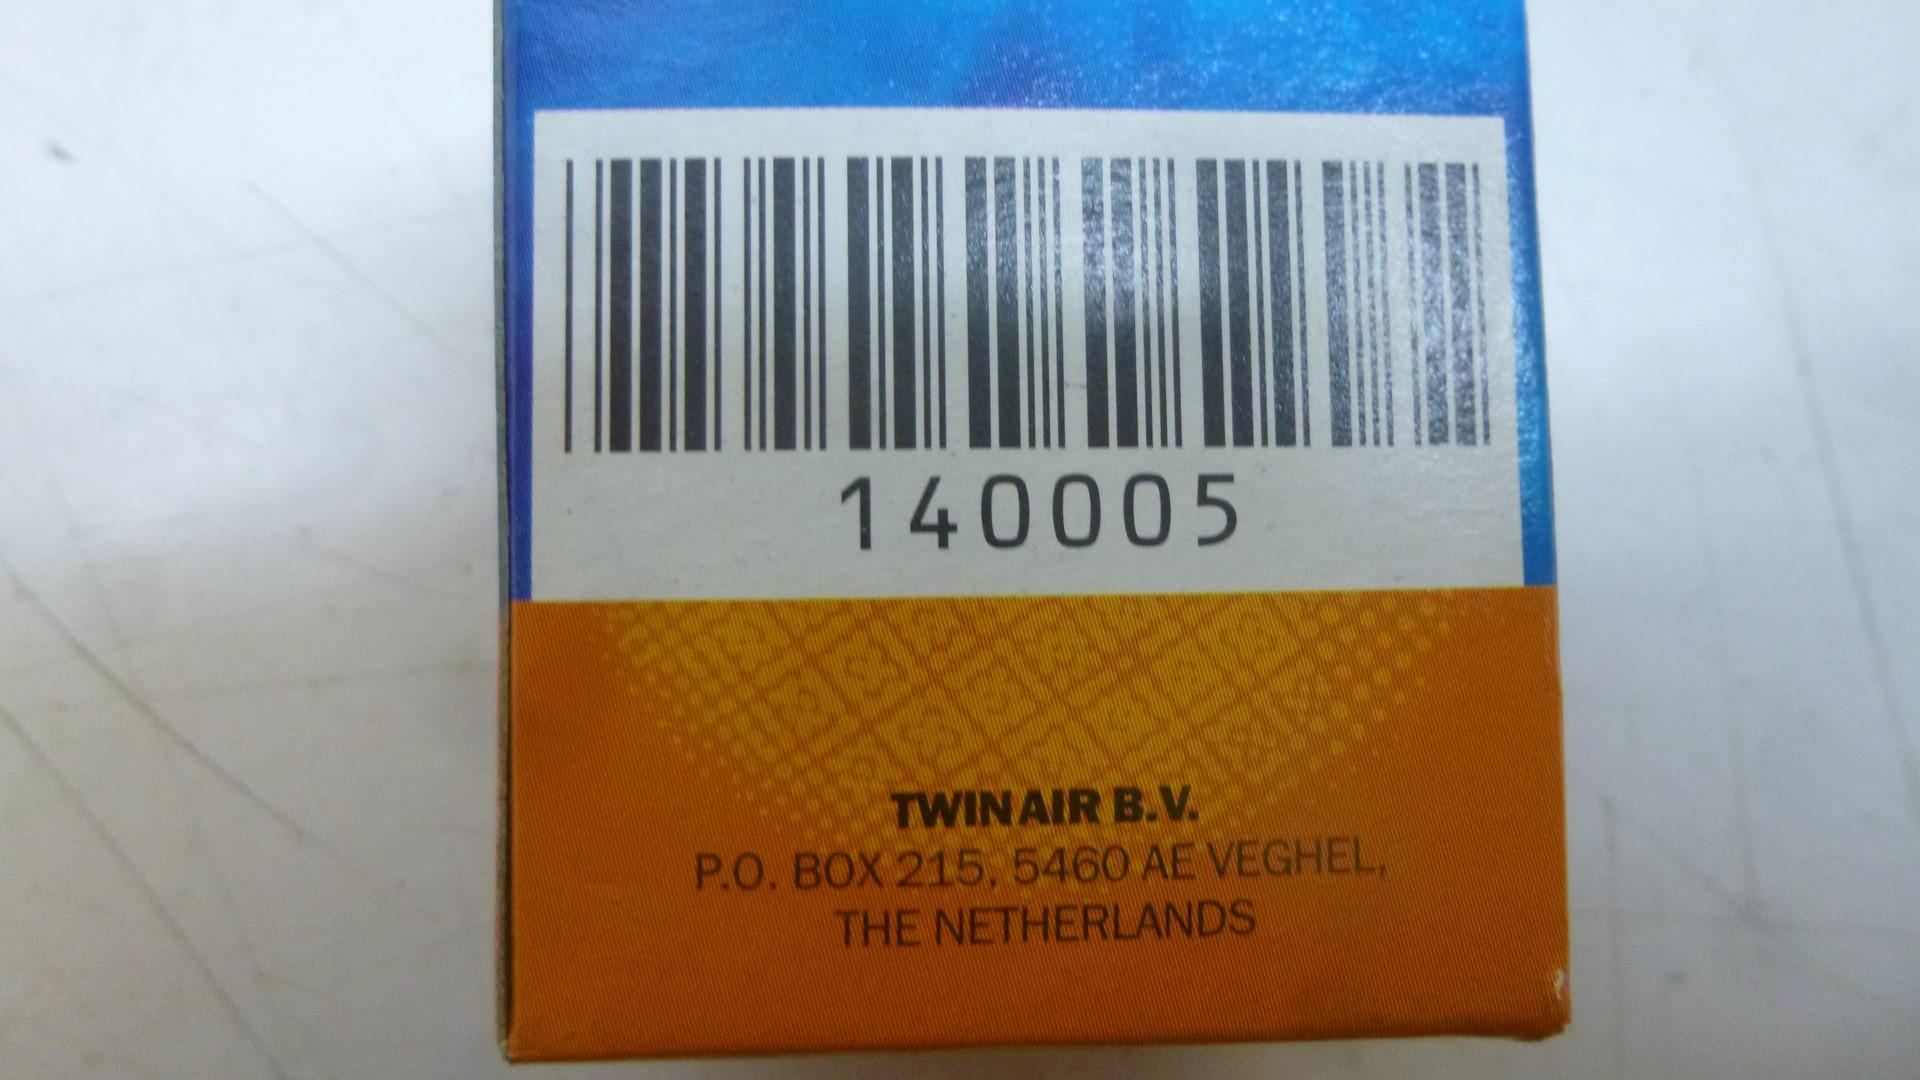 140005
TWIN AIR B.V.
P.O. BOX 215, 5460 AE VEGHEL,
THE NETHERLANDS